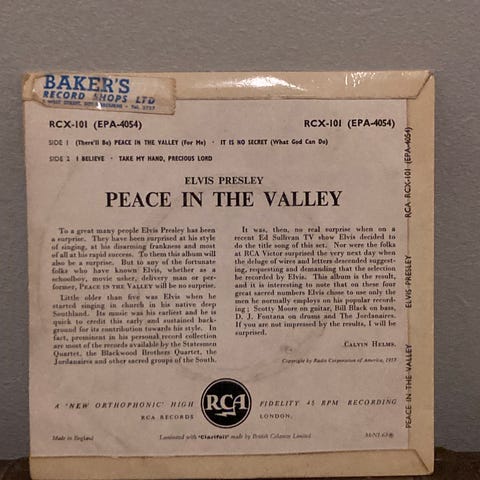 BAKER'S
RECORD SHOPS LTD
RCX-101 (EPA-4054) RCX-101 (EPA-4054)
SIDE 1 (There'll Be) PEACE IN THE VALLEY (For Me) · IT IS NO SECRET (What God Can Do)
SIDE 2 I BELIEVE · TAKE MY HAND, PRECIOUS LORD
ELVIS PRESLEY
PEACE IN THE VALLEY
To a great many people Elvis Presley has been
a surprise. They have been surprised at his style
of singing, at his disarming frankness and most
of all at his rapid success. To them this album will
also be a surprise. But to any of the fortunate
folks who have known Elvis, whether as a
schoolboy, movie usher, delivery man or per-
former, PEACE IN THE VALLEY will be no surprise.
Little older than five was Elvis when he
started singing in church in his native deep
Southland. Its music was his earliest and he is
quick to credit this early and sustained back-
ground for its contribution towards his style. In
fact, prominent in his personal record collection
are most of the records available by the Statesmen
Quartet, the Blackwood Brothers Quartet, the
Jordanaires and other sacred groups of the South.
It was, then, no real surprise when on a
recent Ed Sullivan TV show Elvis decided to
do the title song of this set. Nor were the folks
at RCA Victor surprised the very next day when
the deluge of wires and letters descended suggest-
ing, requesting and demanding that the selection
he recorded by Elvis. This album is the result,
and it is interesting to note that on these four
great sacred numbers Elvis chose to use only the
men he normally employs on his popular record-
ing; Scotty Moore on guitar, Bill Black on bass,
D. J. Fontana on drums and The Jordanaires.
If you are not impressed by the results, I will be
surprised.
CALVIN HELMS.
Copyright by Radio Corporation of America, 1957
A 'NEW ORTHOPHONIC' HIGH FIDELITY 45 RPM RECORDING
RCA
RCA RECORDS LONDON,
Made in England
Laminated with 'Clarifoil' made by British Celanese Limited
PEACE IN THE VALLEY ELVIS PRESLEY RCA RCX-101 (EPA-4054)